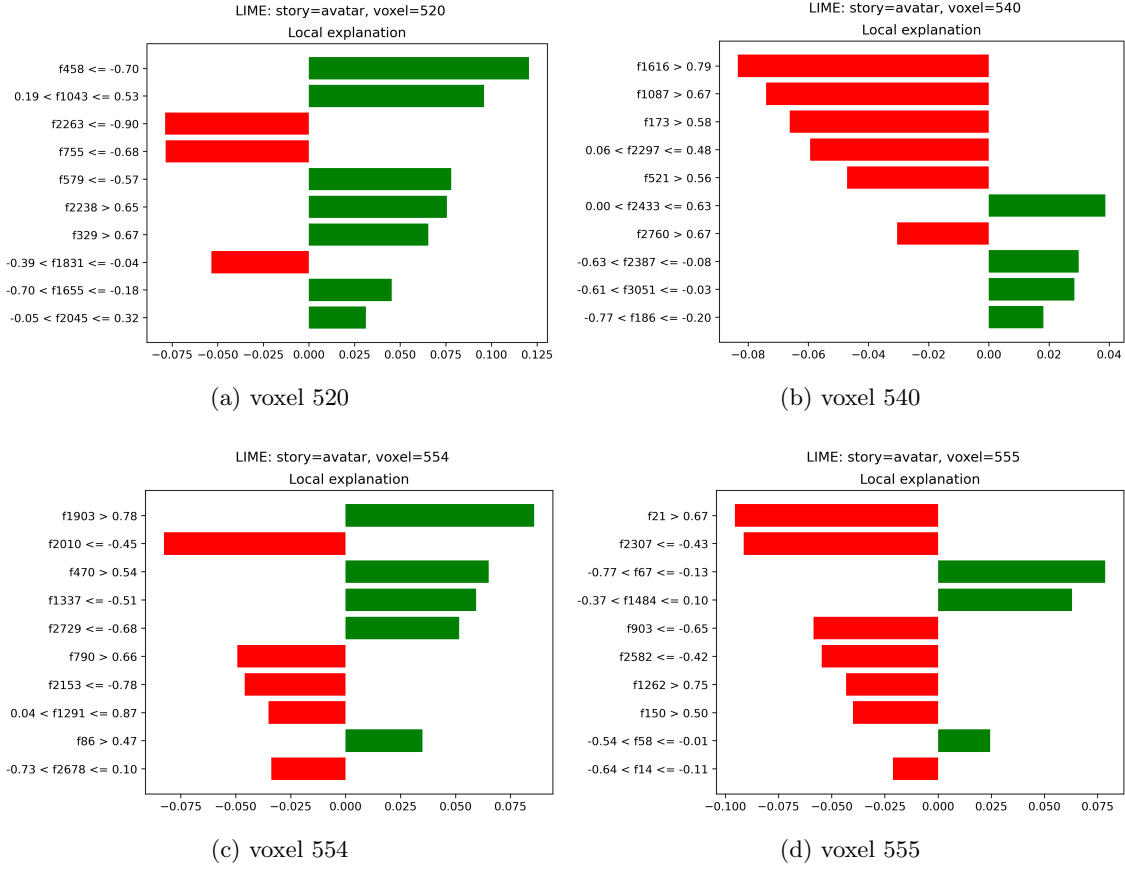 LIME: story=avatar, voxel=520
Local explanation
f458 <= -0.70
0.19 < f1043 <= 0.53
f2263 <= -0.90
f755 <= -0.68
f579 <= -0.57
f2238 > 0.65
f329 > 0.67
-0.39 < f1831 <= -0.04
-0.70 < f1655 <= -0.18
-0.05 < f2045 <= 0.32
−0.075 −0.050 −0.025 0.000 0.025 0.050 0.075 0.100 0.125
(a) voxel 520
LIME: story=avatar, voxel=540
Local explanation
f1616 > 0.79
f1087 > 0.67
f173 > 0.58
0.06 < f2297 <= 0.48
f521 > 0.56
0.00 < f2433 <= 0.63
f2760 > 0.67
-0.63 < f2387 <= -0.08
-0.61 < f3051 <= -0.03
-0.77 < f186 <= -0.20
−0.08 −0.06 −0.04 −0.02 0.00 0.02 0.04
(b) voxel 540
LIME: story=avatar, voxel=554
Local explanation
f1903 > 0.78
f2010 <= -0.45
f470 > 0.54
f1337 <= -0.51
f2729 <= -0.68
f790 > 0.66
f2153 <= -0.78
0.04 < f1291 <= 0.87
f86 > 0.47
-0.73 < f2678 <= 0.10
−0.075 −0.050 −0.025 0.000 0.025 0.050 0.075
(c) voxel 554
LIME: story=avatar, voxel=555
Local explanation
f21 > 0.67
f2307 <= -0.43
-0.77 < f67 <= -0.13
-0.37 < f1484 <= 0.10
f903 <= -0.65
f2582 <= -0.42
f1262 > 0.75
f150 > 0.50
-0.54 < f58 <= -0.01
-0.64 < f14 <= -0.11
−0.100 −0.075 −0.050 −0.025 0.000 0.025 0.050 0.075
(d) voxel 555